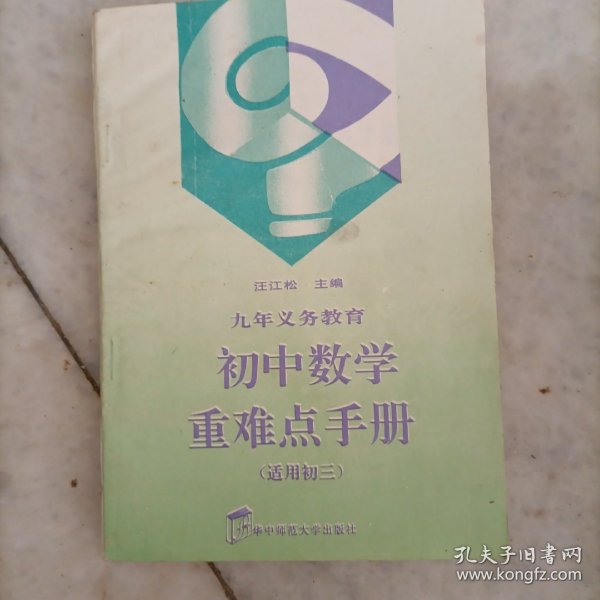 汪江松 主编
九年义务教育
初中数学
重难点手册
(适用初三)
华中师范大学出版社
孔夫子旧书网
www.kongfz.com